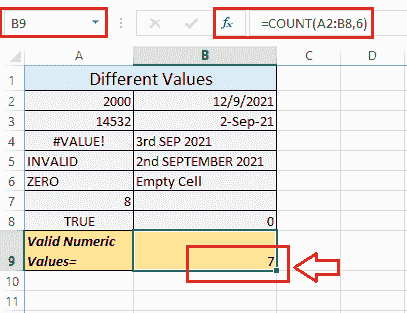 B9 fx =COUNT(A2:B8,6)
A B C D
1 Different Values
2 2000 12/9/2021
3 14532 2-Sep-21
4 #VALUE! 3rd SEP 2021
5 INVALID 2nd SEPTEMBER 2021
6 ZERO Empty Cell
7 8
8 TRUE 0
Valid Numeric
9 Values= 7
10
11